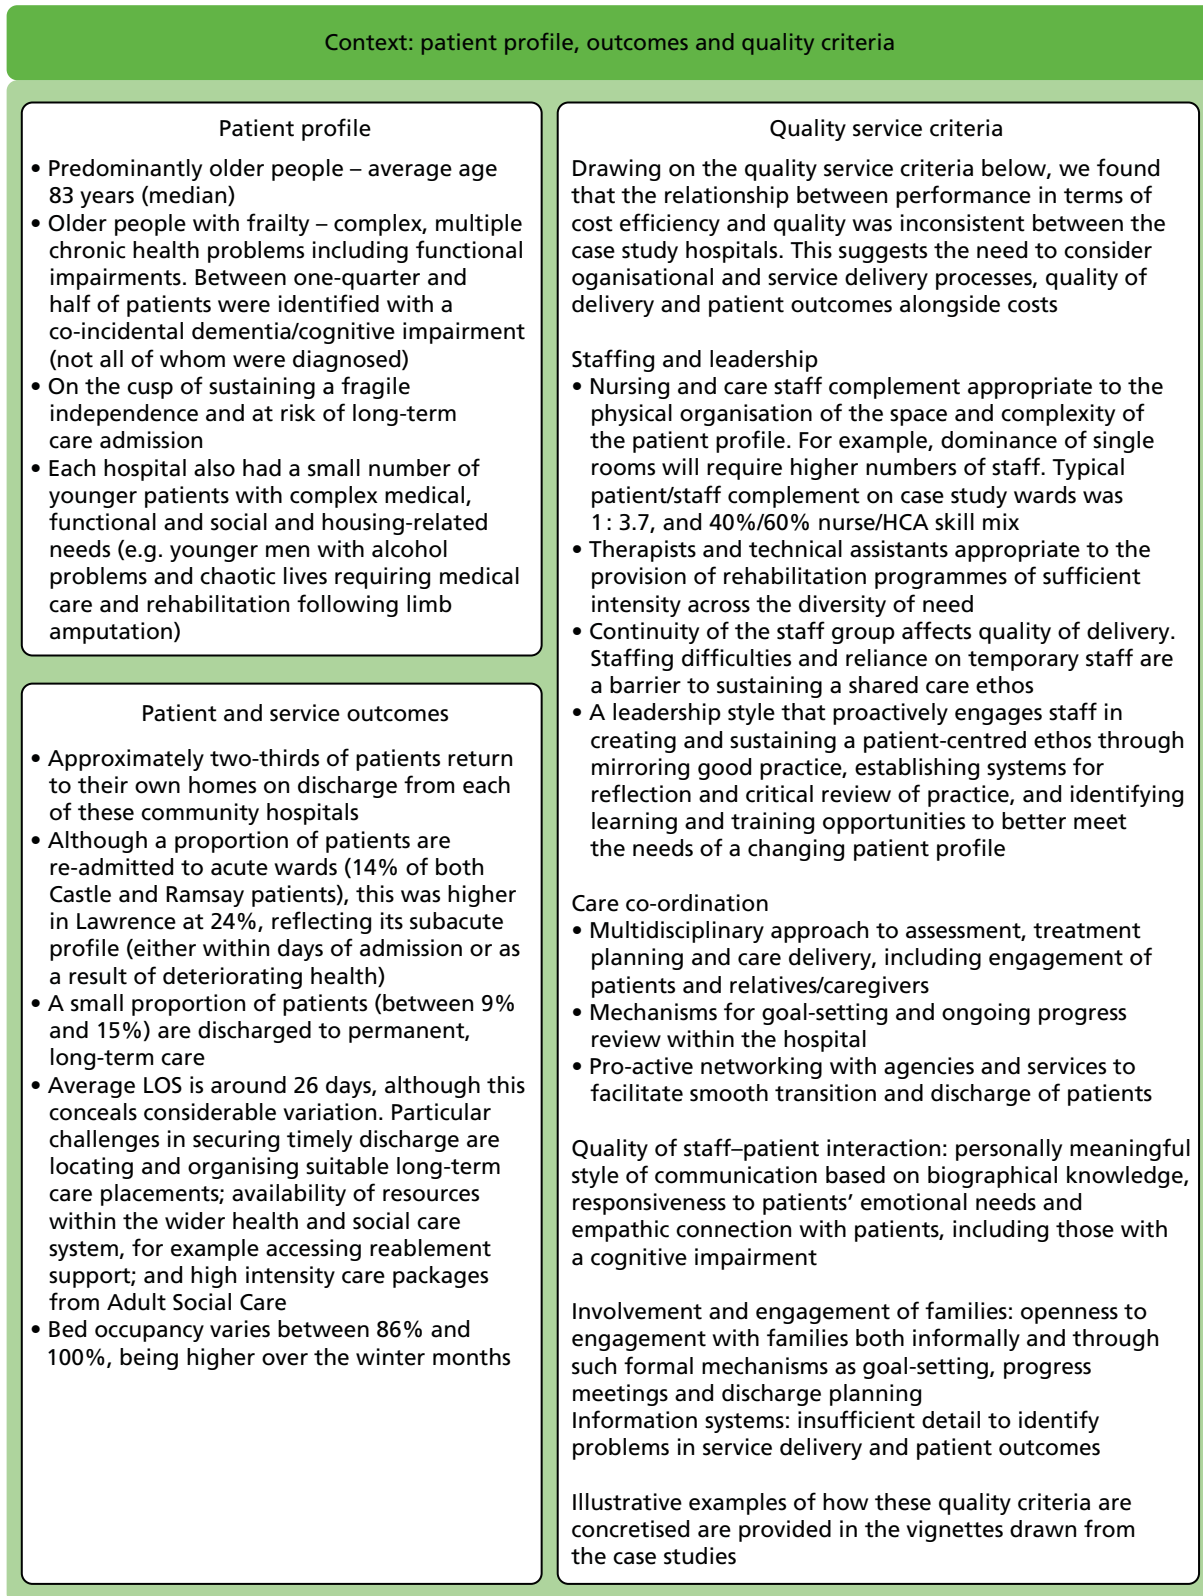 Context: patient profile, outcomes and quality criteria
Patient profile
• Predominantly older people – average age
83 years (median)
• Older people with frailty – complex, multiple
chronic health problems including functional
impairments. Between one-quarter and
half of patients were identified with a
co-incidental dementia/cognitive impairment
(not all of whom were diagnosed)
• On the cusp of sustaining a fragile
independence and at risk of long-term
care admission
• Each hospital also had a small number of
younger patients with complex medical,
functional and social and housing-related
needs (e.g. younger men with alcohol
problems and chaotic lives requiring medical
care and rehabilitation following limb
amputation)
Patient and service outcomes
• Approximately two-thirds of patients return
to their own homes on discharge from each
of these community hospitals
• Although a proportion of patients are
re-admitted to acute wards (14% of both
Castle and Ramsay patients), this was higher
in Lawrence at 24%, reflecting its subacute
profile (either within days of admission or as
a result of deteriorating health)
• A small proportion of patients (between 9%
and 15%) are discharged to permanent,
long-term care
• Average LOS is around 26 days, although this
conceals considerable variation. Particular
challenges in securing timely discharge are
locating and organising suitable long-term
care placements; availability of resources
within the wider health and social care
system, for example accessing reablement
support; and high intensity care packages
from Adult Social Care
• Bed occupancy varies between 86% and
100%, being higher over the winter months
Quality service criteria
Drawing on the quality service criteria below, we found
that the relationship between performance in terms of
cost efficiency and quality was inconsistent between the
case study hospitals. This suggests the need to consider
oganisational and service delivery processes, quality of
delivery and patient outcomes alongside costs
Staffing and leadership
• Nursing and care staff complement appropriate to the
physical organisation of the space and complexity of
the patient profile. For example, dominance of single
rooms will require higher numbers of staff. Typical
patient/staff complement on case study wards was
1 : 3.7, and 40%/60% nurse/HCA skill mix
• Therapists and technical assistants appropriate to the
provision of rehabilitation programmes of sufficient
intensity across the diversity of need
• Continuity of the staff group affects quality of delivery.
Staffing difficulties and reliance on temporary staff are
a barrier to sustaining a shared care ethos
• A leadership style that proactively engages staff in
creating and sustaining a patient-centred ethos through
mirroring good practice, establishing systems for
reflection and critical review of practice, and identifying
learning and training opportunities to better meet
the needs of a changing patient profile
Care co-ordination
• Multidisciplinary approach to assessment, treatment
planning and care delivery, including engagement of
patients and relatives/caregivers
• Mechanisms for goal-setting and ongoing progress
review within the hospital
• Pro-active networking with agencies and services to
facilitate smooth transition and discharge of patients
Quality of staff–patient interaction: personally meaningful
style of communication based on biographical knowledge,
responsiveness to patients’ emotional needs and
empathic connection with patients, including those with
a cognitive impairment
Involvement and engagement of families: openness to
engagement with families both informally and through
such formal mechanisms as goal-setting, progress
meetings and discharge planning
Information systems: insufficient detail to identify
problems in service delivery and patient outcomes
Illustrative examples of how these quality criteria are
concretised are provided in the vignettes drawn from
the case studies